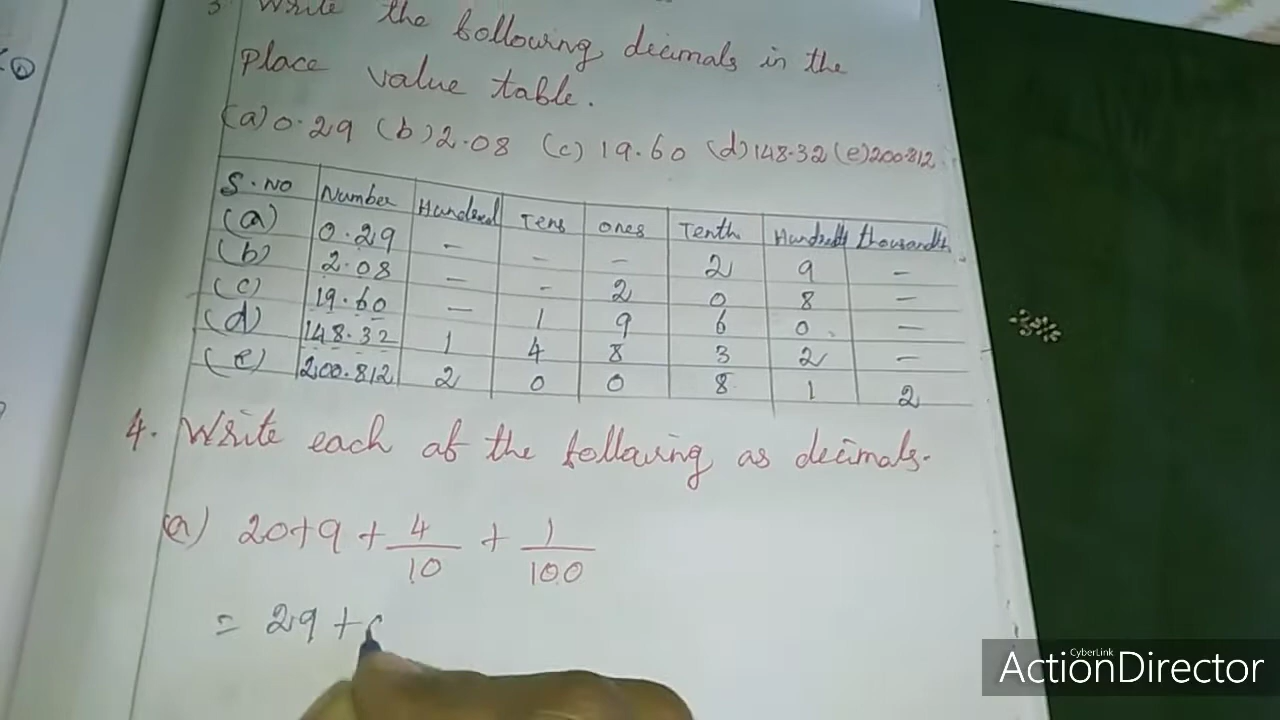 3. Write the following decimals in the
place value table.
(a) 0.29 (b) 2.08 (c) 19.60 (d) 148.32 (e) 200.812
S.No Number Hundred Tens ones Tenth Hundredth thousandth
(a) 0.29 - - - 2 9 -
(b) 2.08 - - 2 0 8 -
(c) 19.60 - 1 9 6 0 -
(d) 148.32 1 4 8 3 2 -
(e) 200.812 2 0 0 8 1 2
4. Write each of the following as decimals.
(a) 20+9 + 4/10 + 1/100
= 29 +
CyberLink
ActionDirector